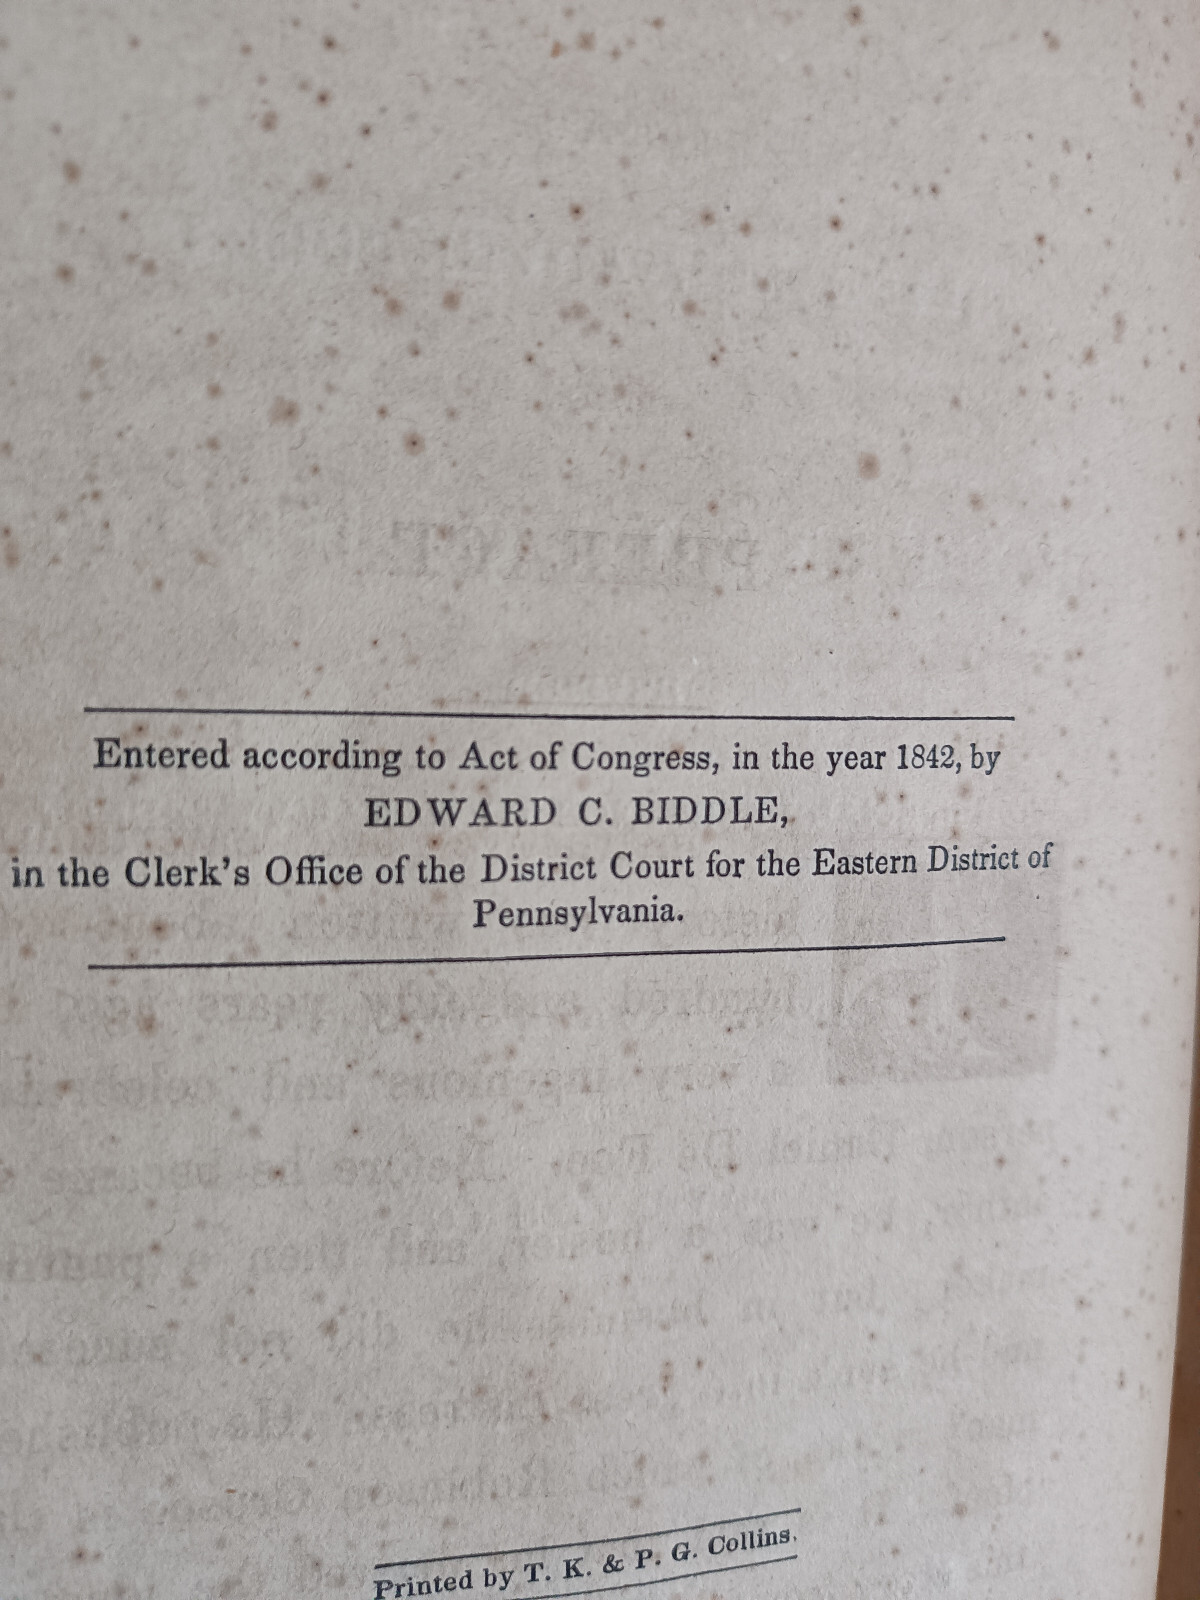 Entered according to Act of Congress, in the year 1842, by
EDWARD C. BIDDLE,
in the Clerk's Office of the District Court for the Eastern District of
Pennsylvania.
Printed by T. K. & P. G. Collins.